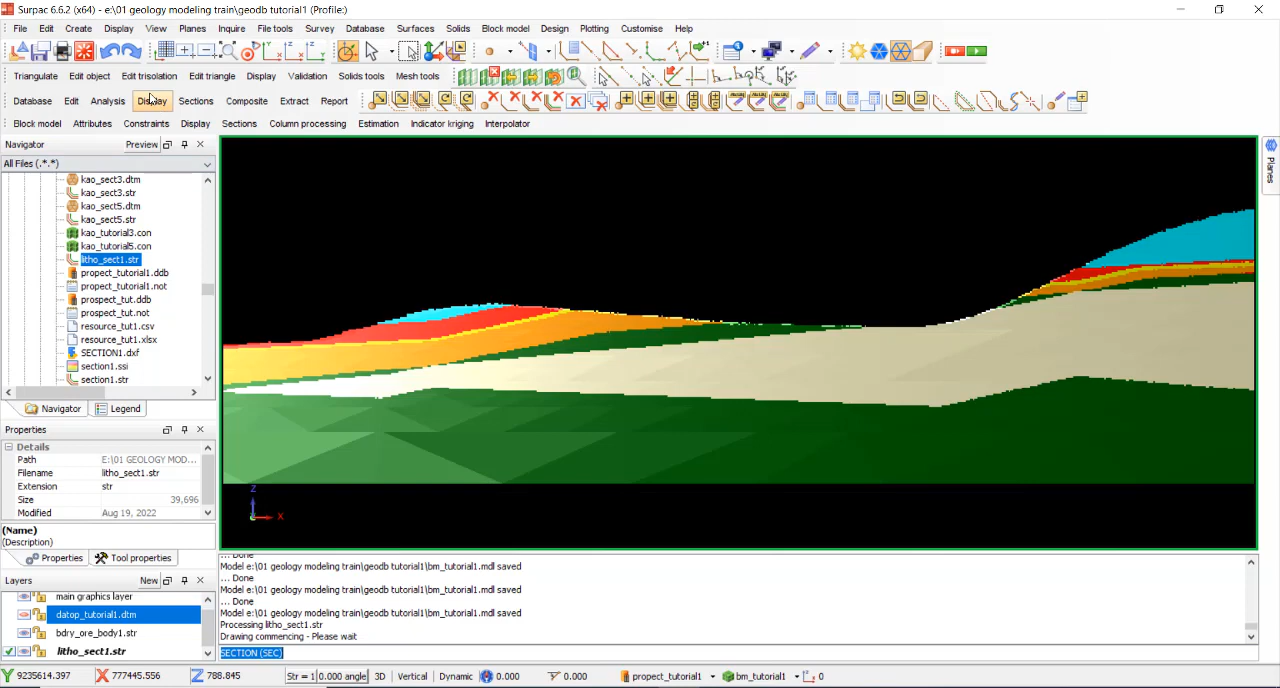 Surpac 6.6.2 (x64) - e:\01 geology modeling train\geodb tutorial1 (Profile:)
File Edit Create Display View Planes Inquire File tools Survey Database Surfaces Solids Block model Design Plotting Customise Help
Triangulate Edit object Edit trisolation Edit triangle Display Validation Solids tools Mesh tools
Database Edit Analysis Display Sections Composite Extract Report
Block model Attributes Constraints Display Sections Column processing Estimation Indicator kriging Interpolator
Navigator Preview
All Files (.*.*)
kao_sect3.dtm
kao_sect3.str
kao_sect5.dtm
kao_sect5.str
kao_tutorial3.con
kao_tutorial5.con
litho_sect1.str
propect_tutorial1.ddb
propect_tutorial1.not
prospect_tut.ddb
prospect_tut.not
resource_tut1.csv
resource_tut1.xlsx
SECTION1.dxf
section1.ssi
section1.str
Navigator Legend
Properties
Details
Path E:\01 GEOLOGY MOD...
Filename litho_sect1.str
Extension str
Size 39,696
Modified Aug 19, 2022
(Name)
(Description)
Properties Tool properties
Layers New
main graphics layer
datop_tutorial1.dtm
bdry_ore_body1.str
litho_sect1.str
Planes
Z
X
... Done
Model e:\01 geology modeling train\geodb tutorial1\bm_tutorial1.mdl saved
... Done
Model e:\01 geology modeling train\geodb tutorial1\bm_tutorial1.mdl saved
... Done
Model e:\01 geology modeling train\geodb tutorial1\bm_tutorial1.mdl saved
Processing litho_sect1.str
Drawing commencing - Please wait
SECTION (SEC)
Y 9235614.397 X 777445.556 Z 788.845 Str = 1 0.000 angle 3D Vertical Dynamic 0.000 0.000 propect_tutorial1 bm_tutorial1 0